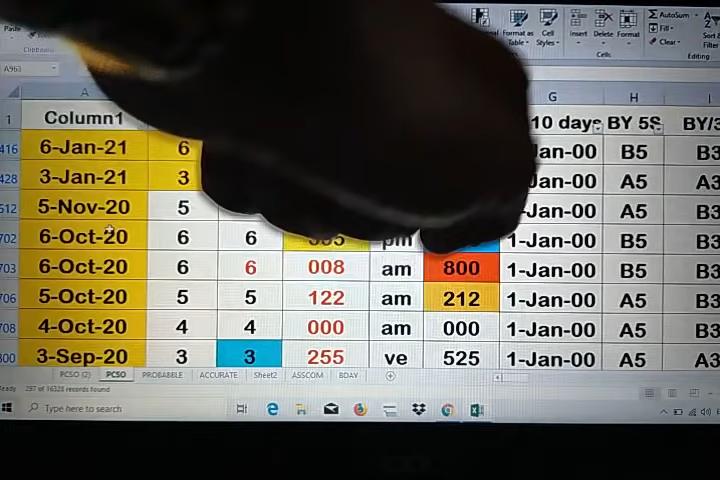 Paste
Clipboard
Format as Table
Cell Styles
Insert Delete Format
Cells
AutoSum
Fill
Clear
Sort & Filter
Editing
A963
A G H I
1 Column1 10 days BY 5S BY/3
416 6-Jan-21 6 Jan-00 B5 B3
428 3-Jan-21 3 Jan-00 A5 A3
512 5-Nov-20 5 1-Jan-00 A5 B3
702 6-Oct-20 6 6 pm 1-Jan-00 B5 B3
703 6-Oct-20 6 6 008 am 800 1-Jan-00 B5 B3
706 5-Oct-20 5 5 122 am 212 1-Jan-00 A5 B3
708 4-Oct-20 4 4 000 am 000 1-Jan-00 A5 B3
800 3-Sep-20 3 3 255 ve 525 1-Jan-00 A5 A3
PCSO (2) PCSO PROBABBLE ACCURATE Sheet2 ASSCOM BDAY
Ready 297 of 16328 records found
Type here to search